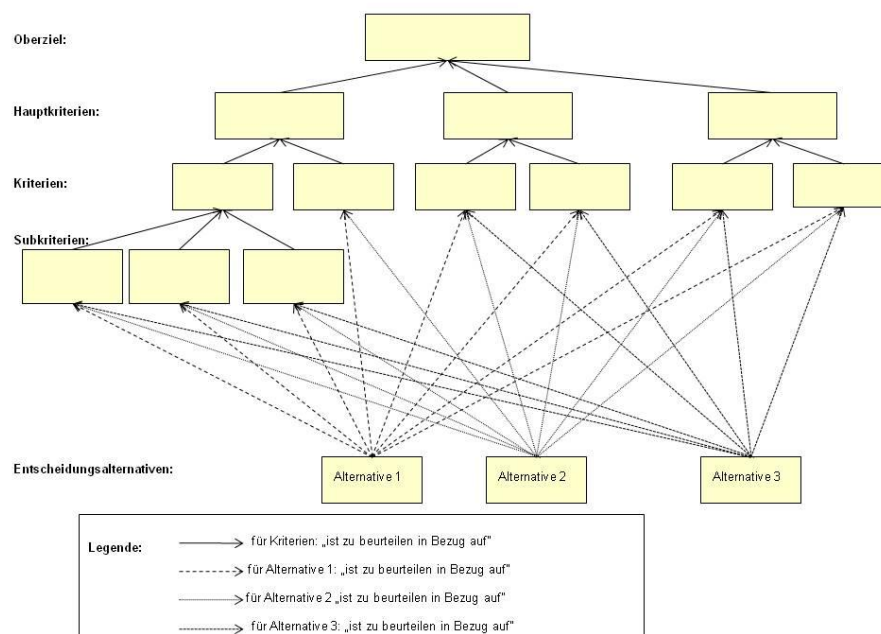 Oberziel:
Hauptkriterien:
Kriterien:
Subkriterien:
Entscheidungsalternativen:
Alternative 1
Alternative 2
Alternative 3
Legende:
für Kriterien: „ist zu beurteilen in Bezug auf"
für Alternative 1: „ist zu beurteilen in Bezug auf"
für Alternative 2 „ist zu beurteilen in Bezug auf"
für Alternative 3: „ist zu beurteilen in Bezug auf"